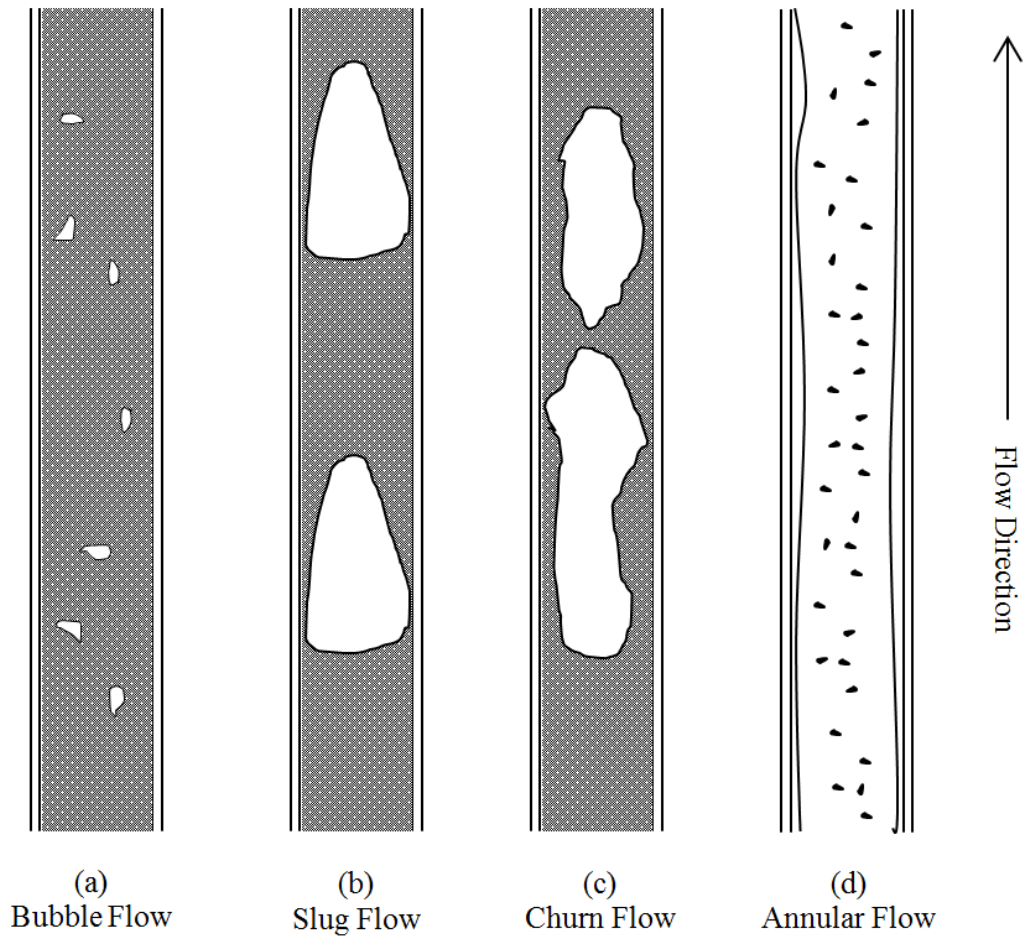 Flow Direction
(a)
Bubble Flow
(b)
Slug Flow
(c)
Churn Flow
(d)
Annular Flow